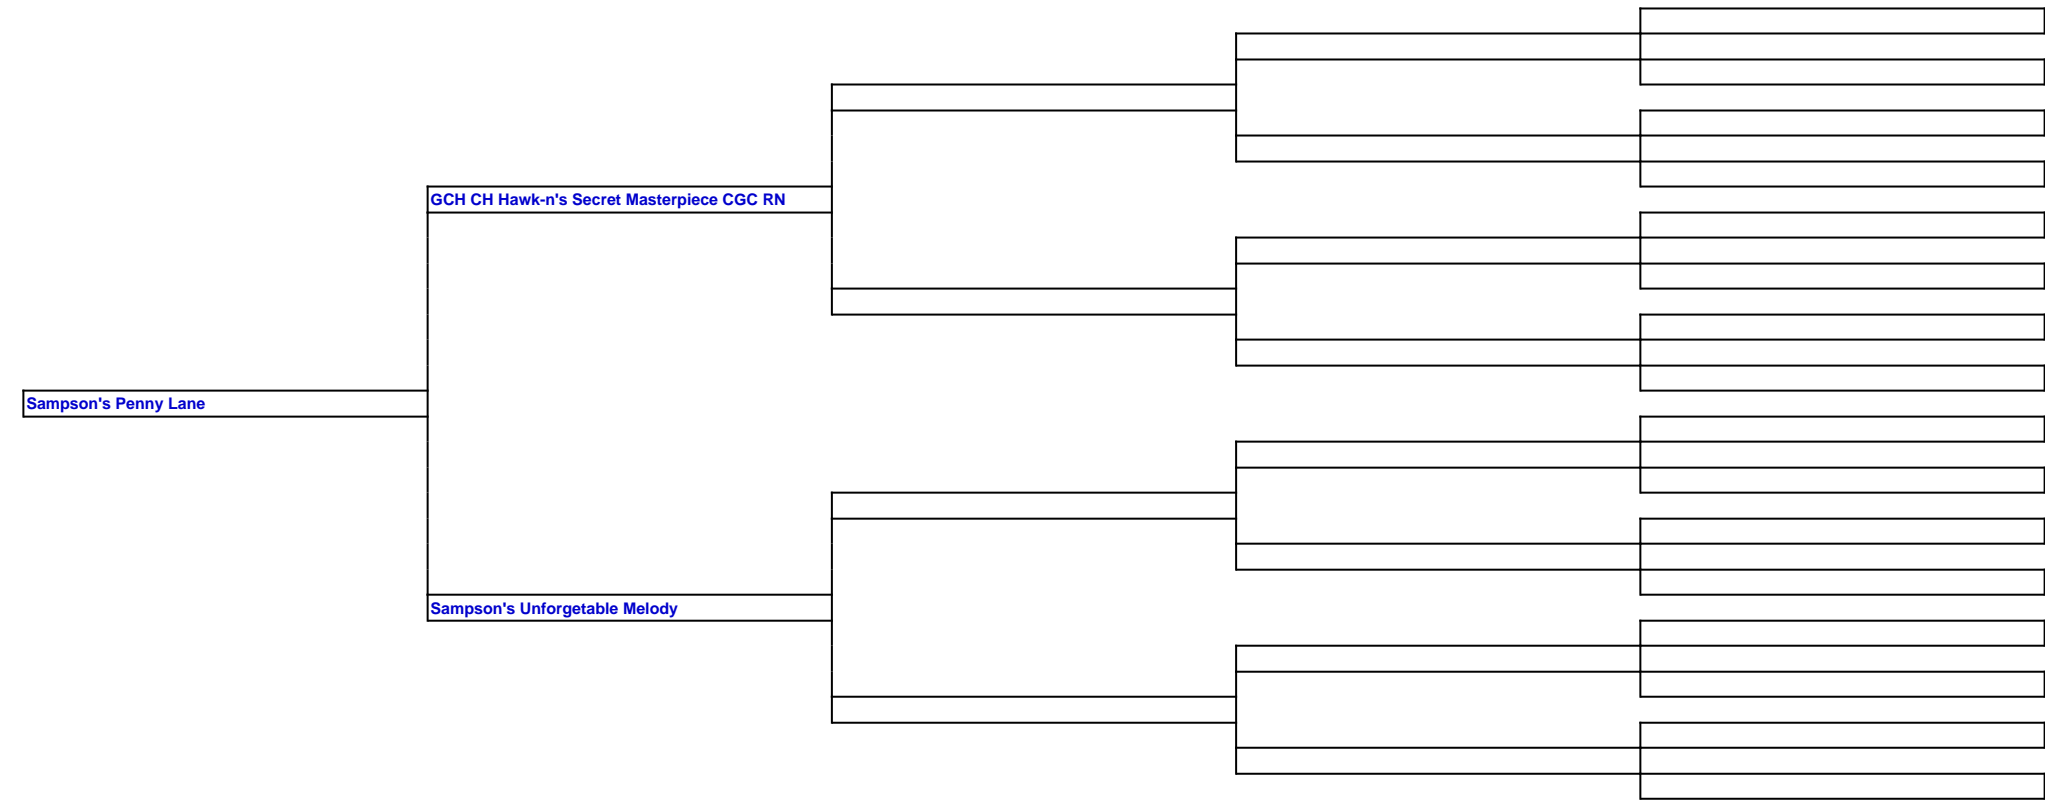 GCH CH Hawk-n's Secret Masterpiece CGC RN
Sampson's Penny Lane
Sampson's Unforgetable Melody